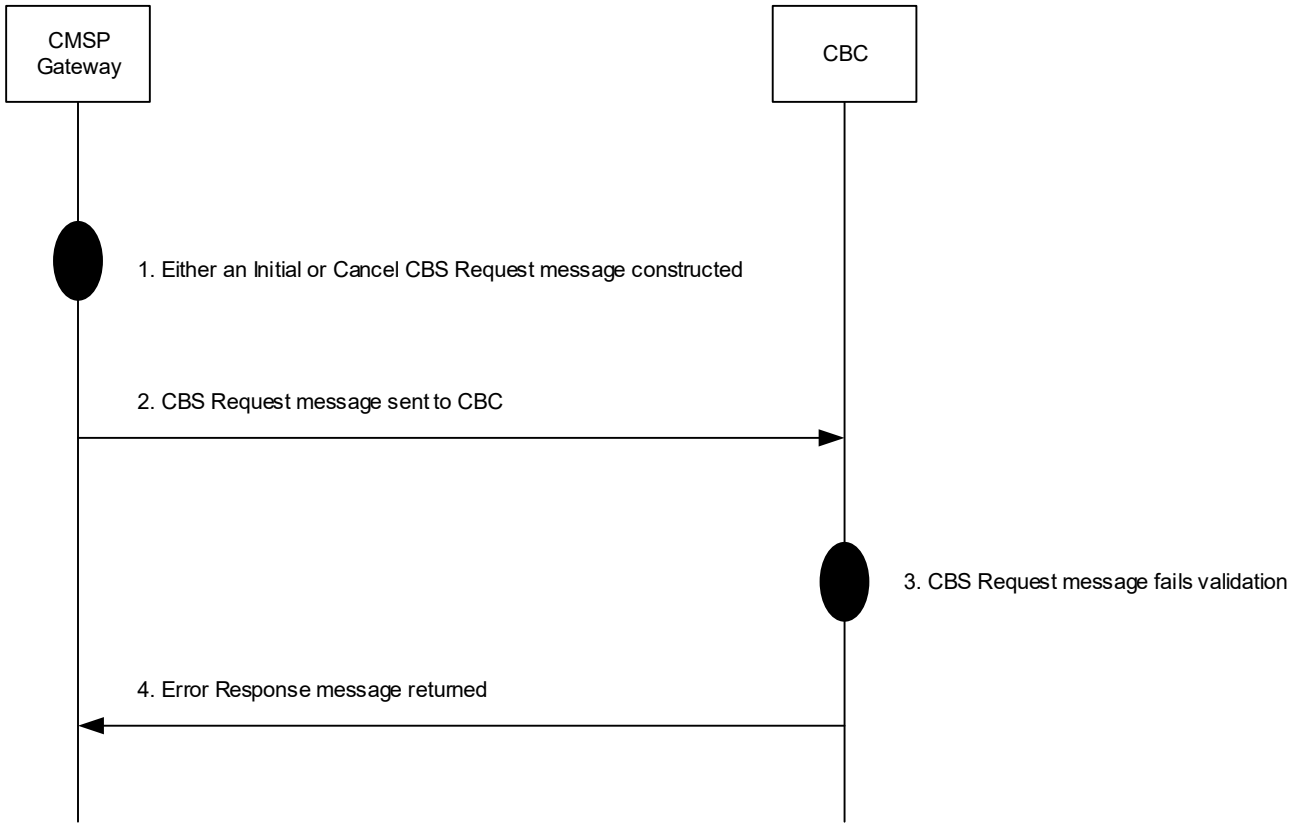 CMSP
Gateway
CBC
1. Either an Initial or Cancel CBS Request message constructed
2. CBS Request message sent to CBC
3. CBS Request message fails validation
4. Error Response message returned